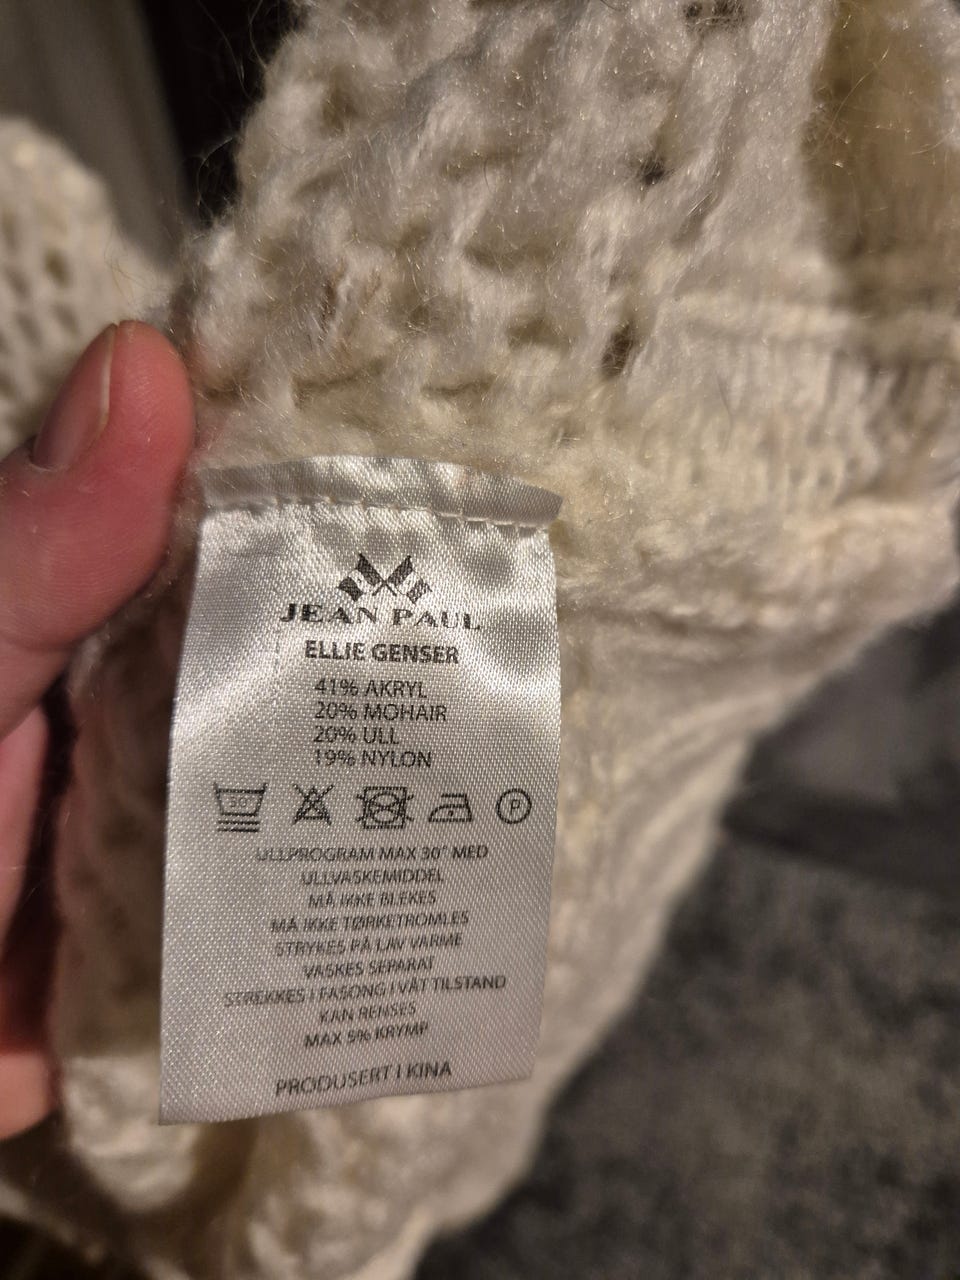 JEAN PAUL
ELLIE GENSER
41% AKRYL
20% MOHAIR
20% ULL
19% NYLON
30° P
ULLPROGRAM MAX 30° MED
ULLVASKEMIDDEL
MÅ IKKE BLEKES
MÅ IKKE TØRKETROMLES
STRYKES PÅ LAV VARME
VASKES SEPARAT
STREKKES I FASONG I VÅT TILSTAND
KAN RENSES
MAX 5% KRYMP
PRODUSERT I KINA